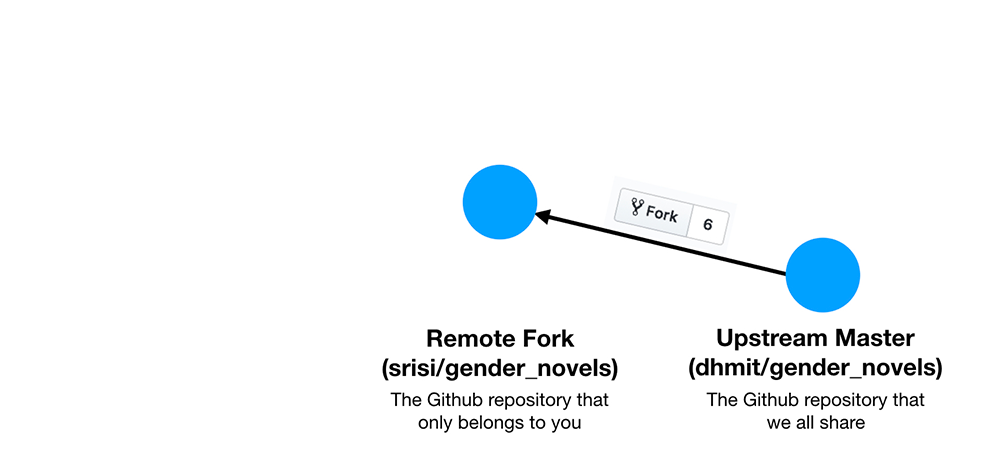 Fork 6
Remote Fork
(srisi/gender_novels)
The Github repository that
only belongs to you
Upstream Master
(dhmit/gender_novels)
The Github repository that
we all share